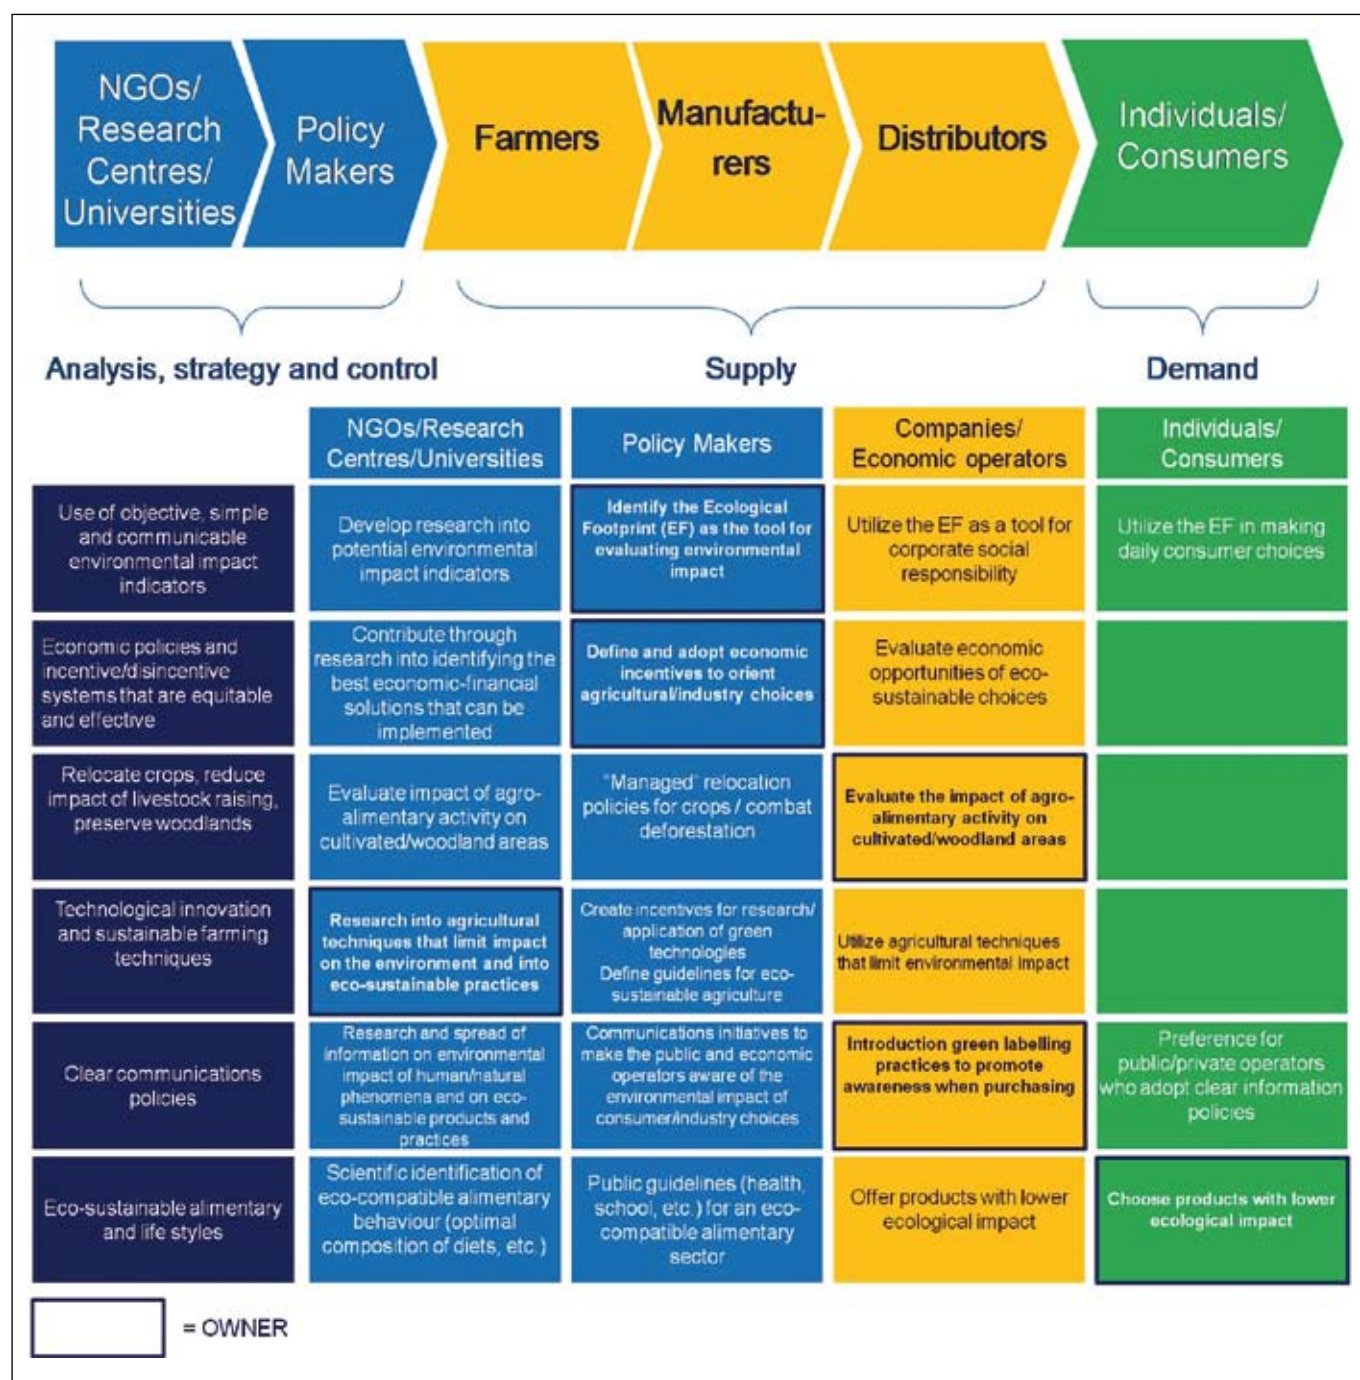 NGOs/
Research
Centres/
Universities
Policy
Makers
Farmers
Manufactu-
rers
Distributors
Individuals/
Consumers
Analysis, strategy and control
Supply
Demand
NGOs/Research
Centres/Universities
Policy Makers
Companies/
Economic operators
Individuals/
Consumers
Use of objective, simple
and communicable
environmental impact
indicators
Develop research into
potential environmental
impact indicators
Identify the Ecological
Footprint (EF) as the tool for
evaluating environmental
impact
Utilize the EF as a tool for
corporate social
responsibility
Utilize the EF in making
daily consumer choices
Economic policies and
incentive/disincentive
systems that are equitable
and effective
Contribute through
research into identifying the
best economic-financial
solutions that can be
implemented
Define and adopt economic
incentives to orient
agricultural/industry choices
Evaluate economic
opportunities of eco-
sustainable choices
Relocate crops, reduce
impact of livestock raising,
preserve woodlands
Evaluate impact of agro-
alimentary activity on
cultivated/woodland areas
"Managed" relocation
policies for crops / combat
deforestation
Evaluate the impact of agro-
alimentary activity on
cultivated/woodland areas
Technological innovation
and sustainable farming
techniques
Research into agricultural
techniques that limit impact
on the environment and into
eco-sustainable practices
Create incentives for research/
application of green
technologies
Define guidelines for eco-
sustainable agriculture
Utilize agricultural techniques
that limit environmental impact
Clear communications
policies
Research and spread of
information on environmental
impact of human/natural
phenomena and on eco-
sustainable products and
practices
Communications initiatives to
make the public and economic
operators aware of the
environmental impact of
consumer/industry choices
Introduction green labelling
practices to promote
awareness when purchasing
Preference for
public/private operators
who adopt clear information
policies
Eco-sustainable alimentary
and life styles
Scientific identification of
eco-compatible alimentary
behaviour (optimal
composition of diets, etc.)
Public guidelines (health,
school, etc.) for an eco-
compatible alimentary
sector
Offer products with lower
ecological impact
Choose products with lower
ecological impact
= OWNER